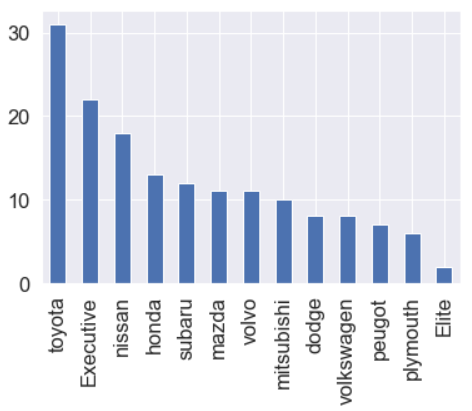 30
20
10
0
toyota
Executive
nissan
honda
subaru
mazda
volvo
mitsubishi
dodge
volkswagen
peugot
plymouth
Elite